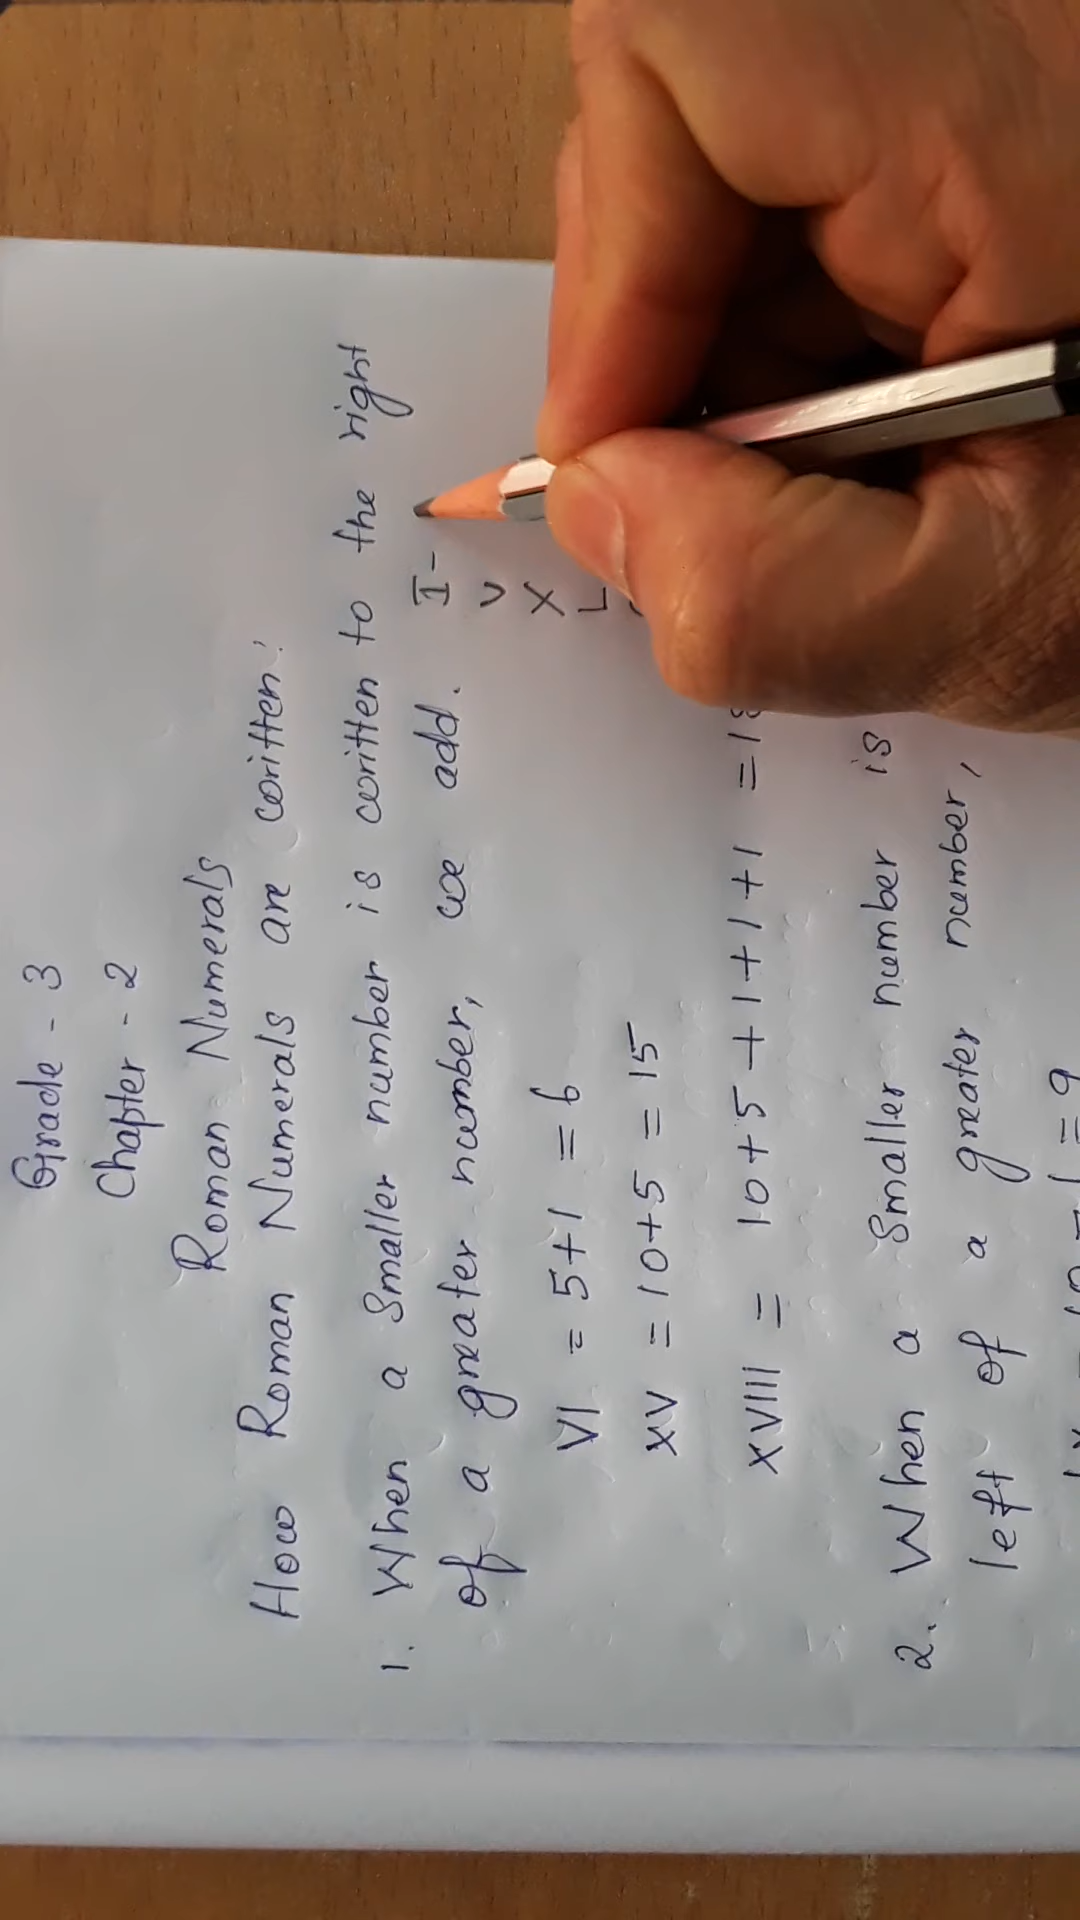 Grade - 3
Chapter - 2
Roman Numerals
How Roman Numerals are written:
1. When a Smaller number is written to the right
of a greater number, we add.
I -
V
X
L
VI = 5+1 = 6
XV = 10+5 = 15
XVIII = 10+5+1+1+1 = 18
2. When a Smaller number is
left of a greater number,
= 9